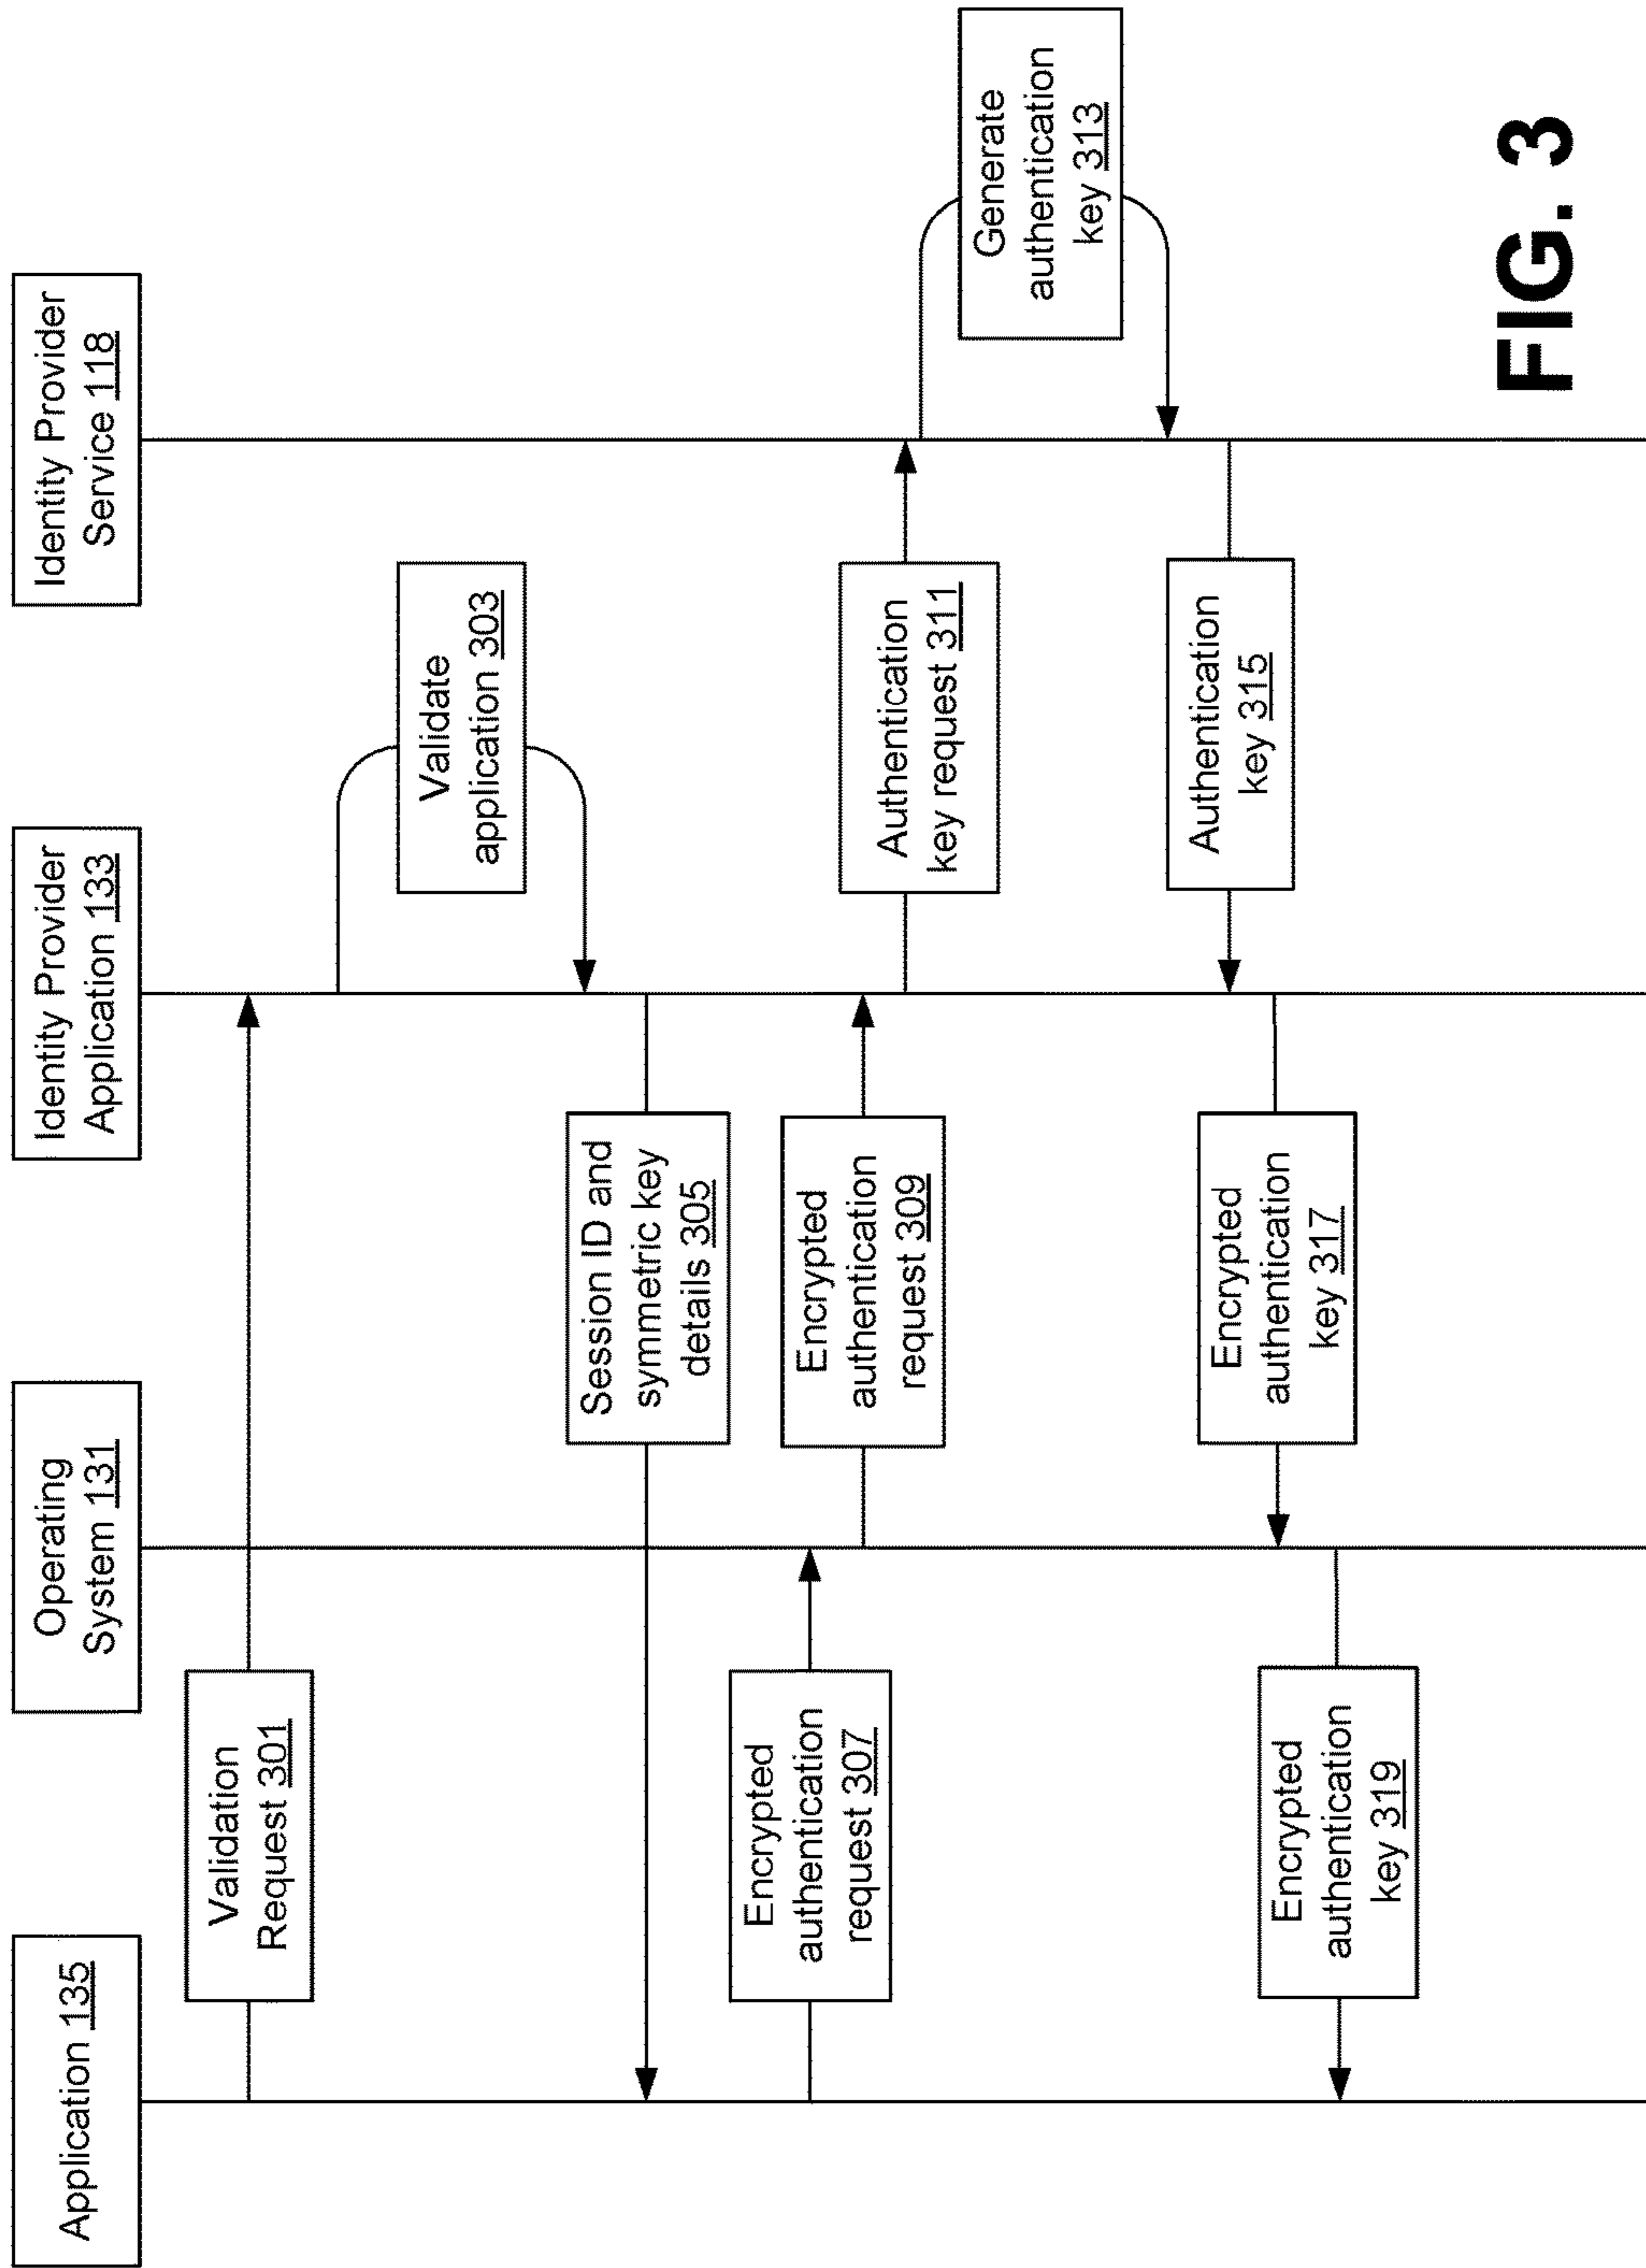 Application 135
Operating
System 131
Identity Provider
Application 133
Identity Provider
Service 118
Validation
Request 301
Validate
application 303
Session ID and
symmetric key
details 305
Encrypted
authentication
request 307
Encrypted
authentication
request 309
Authentication
key request 311
Generate
authentication
key 313
Authentication
key 315
Encrypted
authentication
key 317
Encrypted
authentication
key 319
FIG. 3